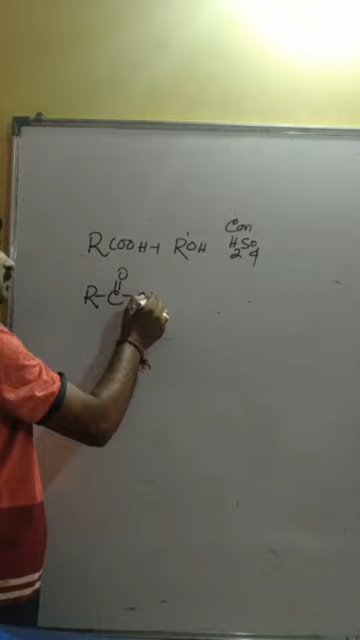 Con
RCOOH + R'OH H2SO4
O
||
R-C-